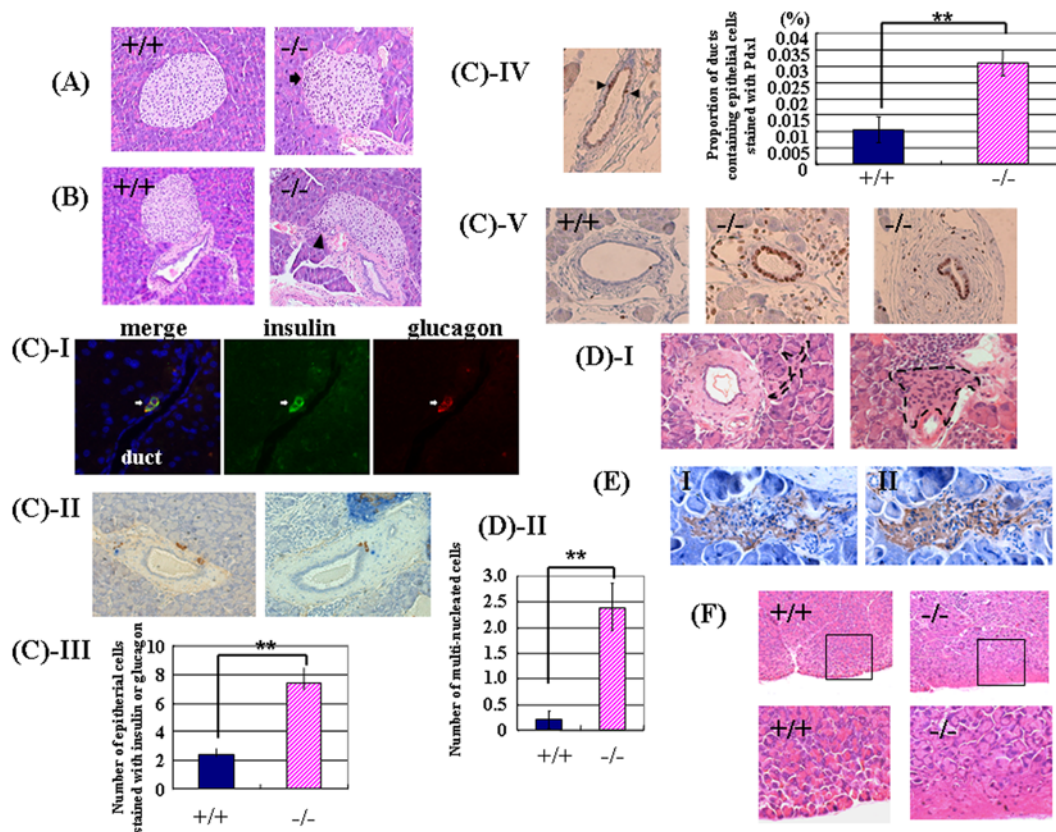 (A)
+/+
-/-
(B)
+/+
-/-
(C)-I
merge
insulin
glucagon
duct
(C)-II
(C)-III
Number of epitherial cells
stained with insulin or glucagon
10
8
6
4
2
0
**
+/+
-/-
(C)-IV
Proportion of ducts
containing epithelial cells
stained with Pdx1
(%)
0.04
0.035
0.03
0.025
0.02
0.015
0.01
0.005
0
**
+/+
-/-
(C)-V
+/+
-/-
-/-
(D)-I
(E)
I
II
(D)-II
Number of multi-nucleated cells
3.0
2.5
2.0
1.5
1.0
0.5
0
**
+/+
-/-
(F)
+/+
-/-
+/+
-/-